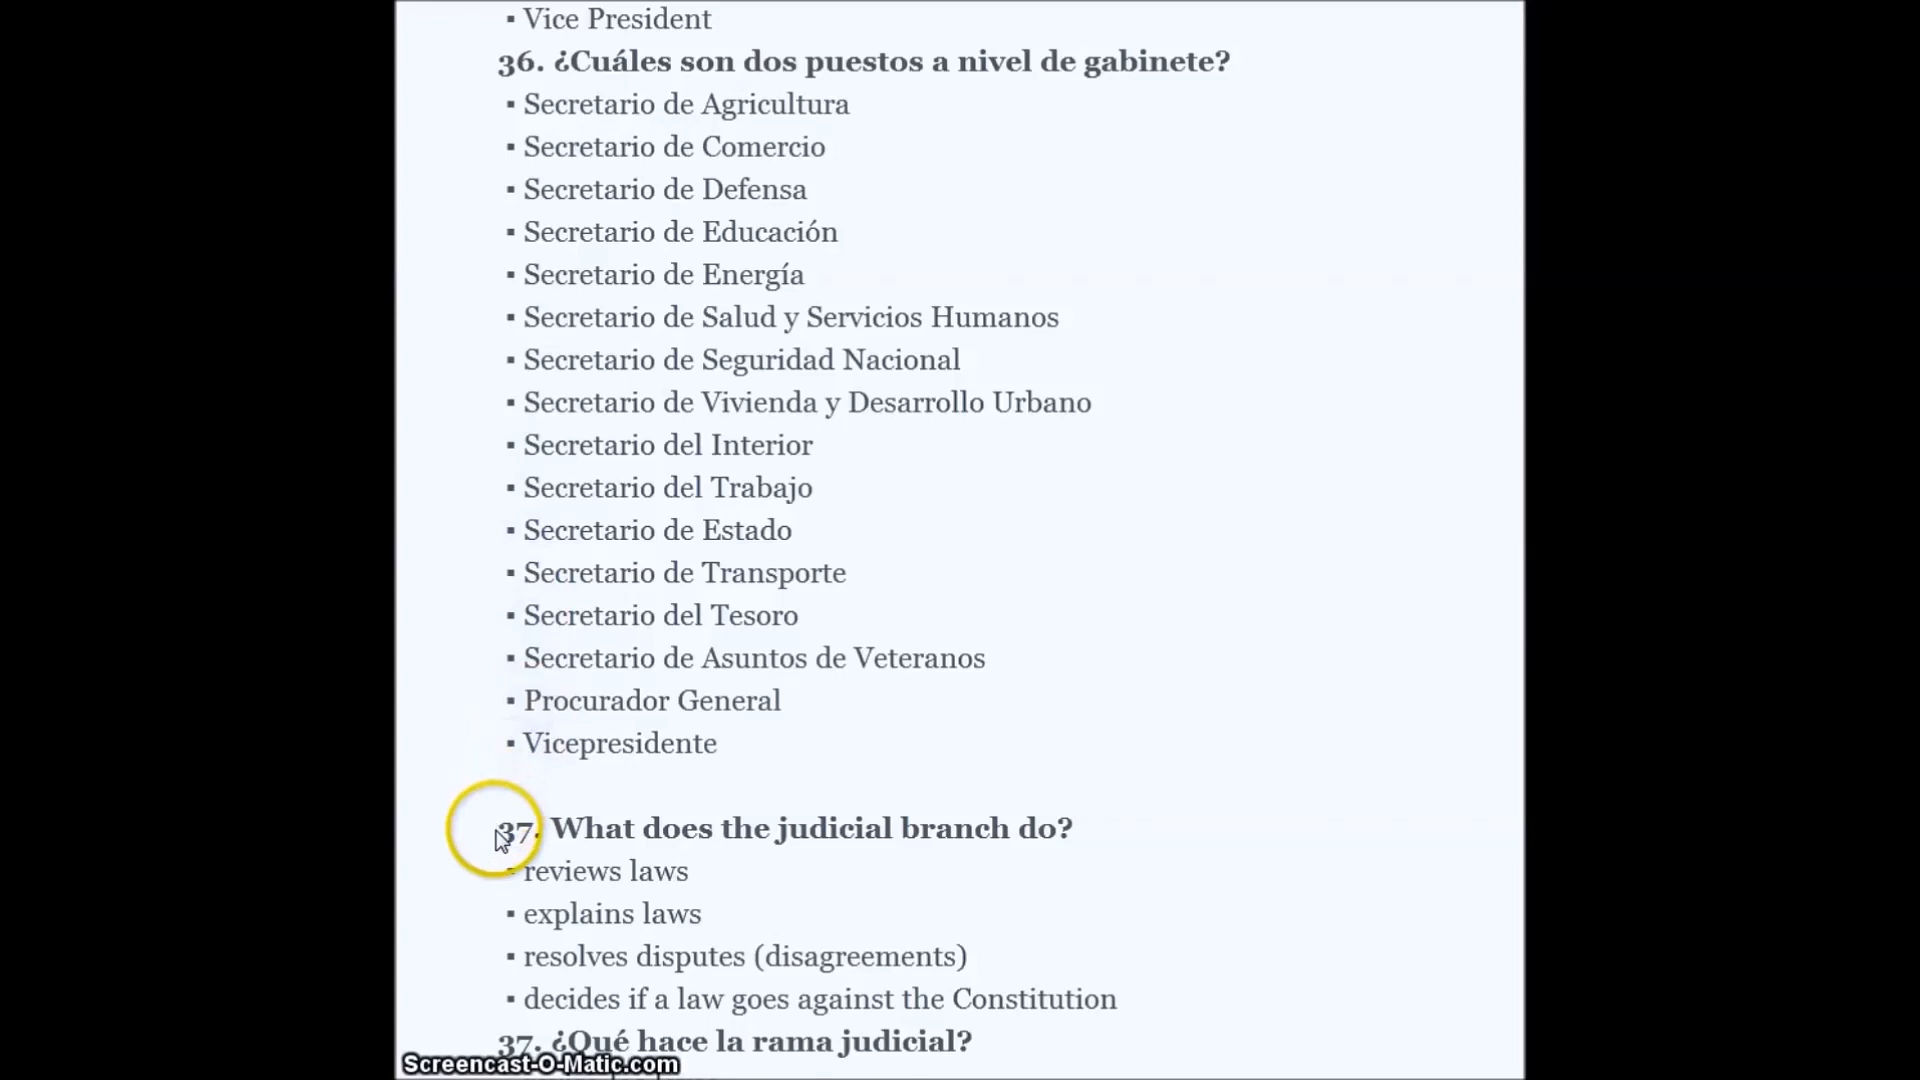 ▪ Vice President
36. ¿Cuáles son dos puestos a nivel de gabinete?
▪ Secretario de Agricultura
▪ Secretario de Comercio
▪ Secretario de Defensa
▪ Secretario de Educación
▪ Secretario de Energía
▪ Secretario de Salud y Servicios Humanos
▪ Secretario de Seguridad Nacional
▪ Secretario de Vivienda y Desarrollo Urbano
▪ Secretario del Interior
▪ Secretario del Trabajo
▪ Secretario de Estado
▪ Secretario de Transporte
▪ Secretario del Tesoro
▪ Secretario de Asuntos de Veteranos
▪ Procurador General
▪ Vicepresidente
37. What does the judicial branch do?
▪ reviews laws
▪ explains laws
▪ resolves disputes (disagreements)
▪ decides if a law goes against the Constitution
37. ¿Qué hace la rama judicial?
Screencast-O-Matic.com